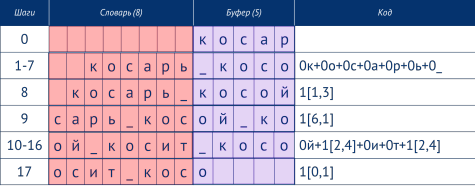 Шаги Словарь (8) Буфер (5) Код
0 к о с а р
1-7 к о с а р ь _ к о с о 0к+0о+0с+0а+0р+0ь+0_
8 к о с а р ь _ к о с о й 1[1,3]
9 с а р ь _ к о с о й _ к о 1[6,1]
10-16 о й _ к о с и т _ к о с о 0й+1[2,4]+0и+0т+1[2,4]
17 о с и т _ к о с о 1[0,1]